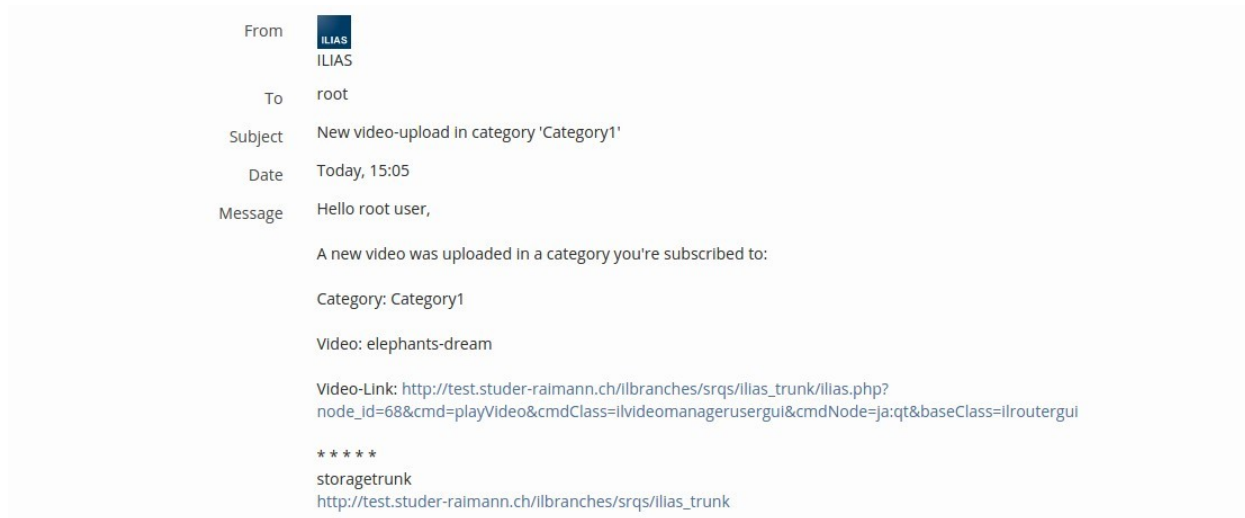 From
ILIAS
ILIAS
To root
Subject New video-upload in category 'Category1'
Date Today, 15:05
Message Hello root user,
A new video was uploaded in a category you're subscribed to:
Category: Category1
Video: elephants-dream
Video-Link: http://test.studer-raimann.ch/ilbranches/srqs/ilias_trunk/ilias.php?
node_id=68&cmd=playVideo&cmdClass=ilvideomanagerusergui&cmdNode=ja:qt&baseClass=ilroutergui
* * * * *
storagetrunk
http://test.studer-raimann.ch/ilbranches/srqs/ilias_trunk